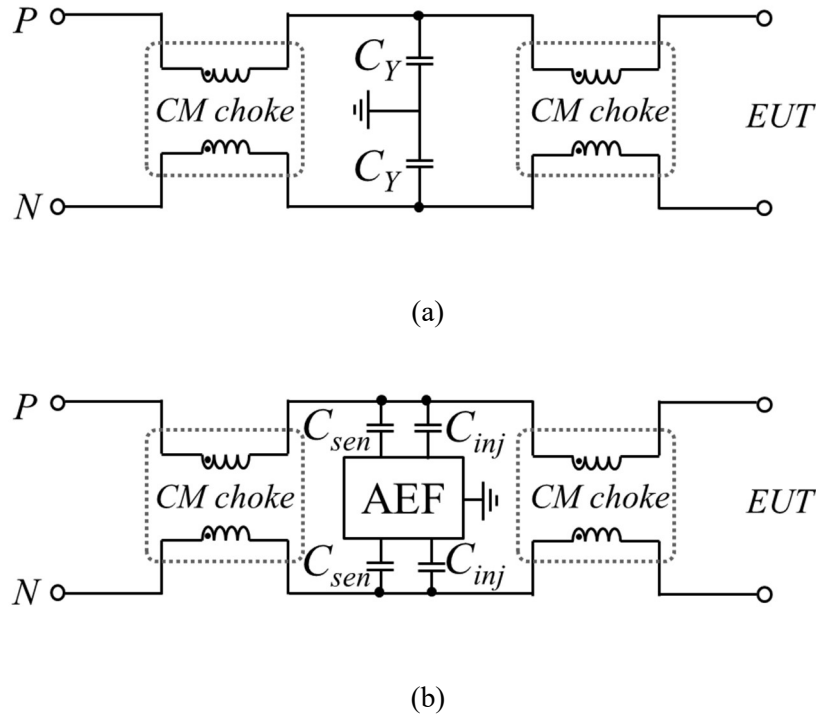 P
C_Y
CM choke
CM choke
EUT
C_Y
N
(a)
P
C_sen
C_inj
CM choke
AEF
CM choke
EUT
C_sen
C_inj
N
(b)